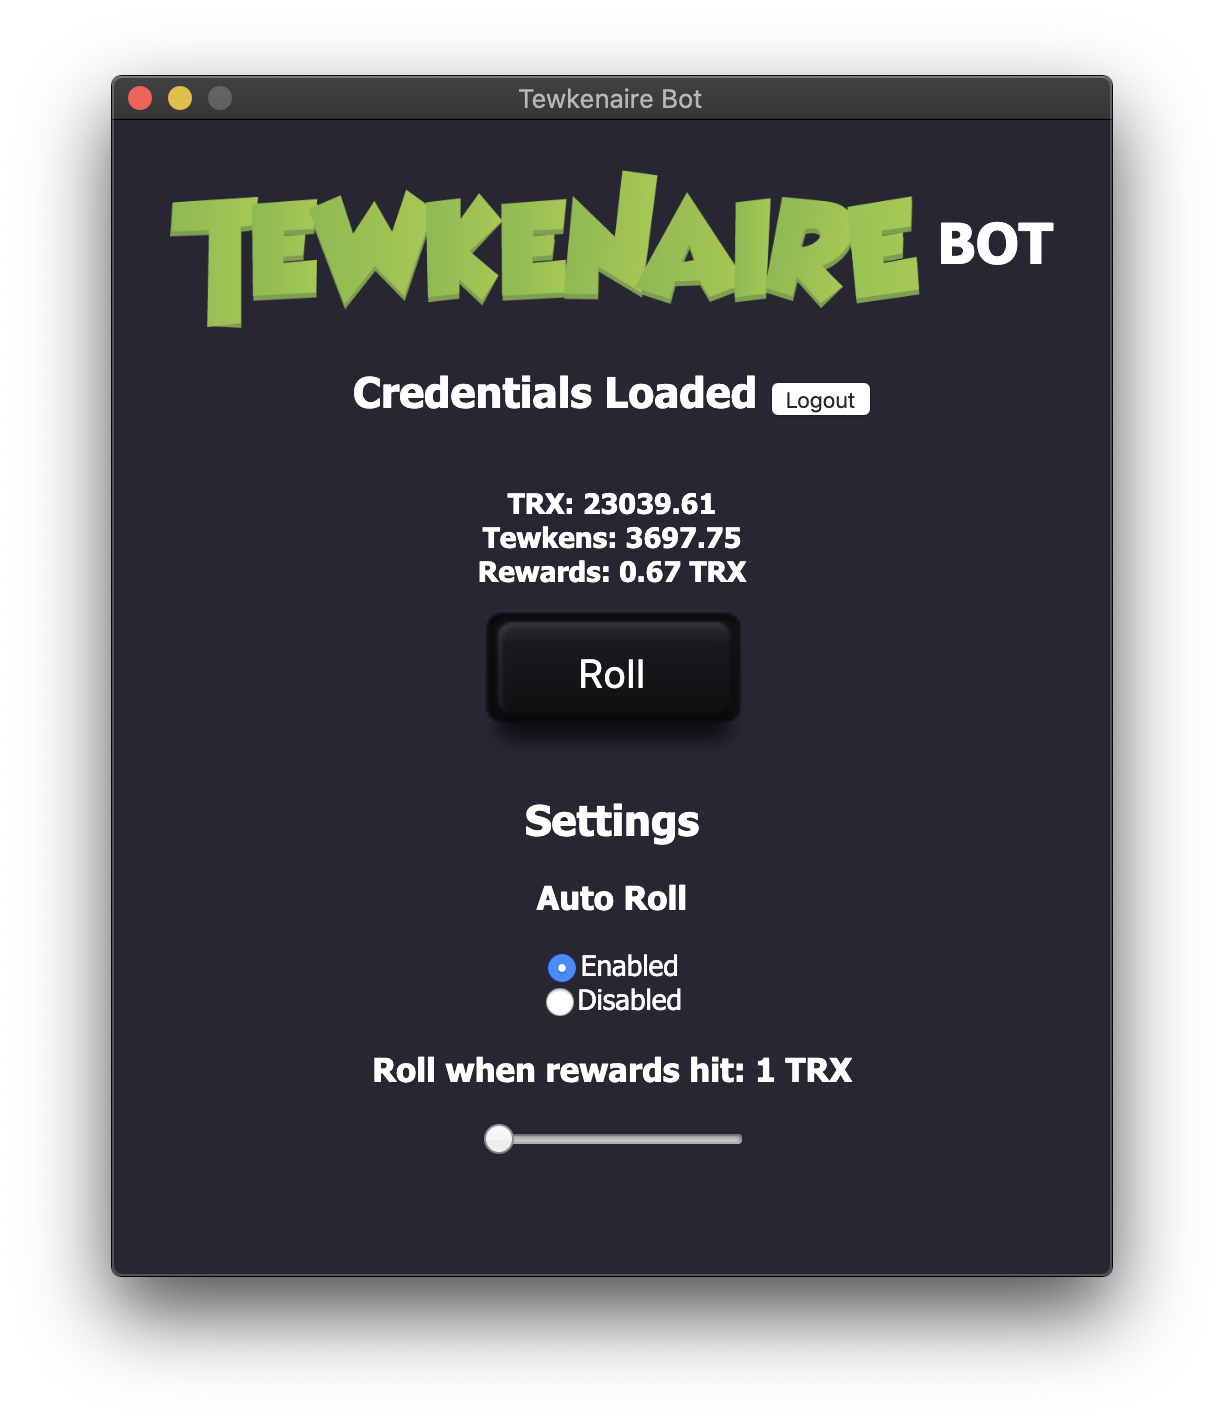 Tewkenaire Bot
TEWKENAIRE BOT
Credentials Loaded Logout
TRX: 23039.61
Tewkens: 3697.75
Rewards: 0.67 TRX
Roll
Settings
Auto Roll
Enabled
Disabled
Roll when rewards hit: 1 TRX